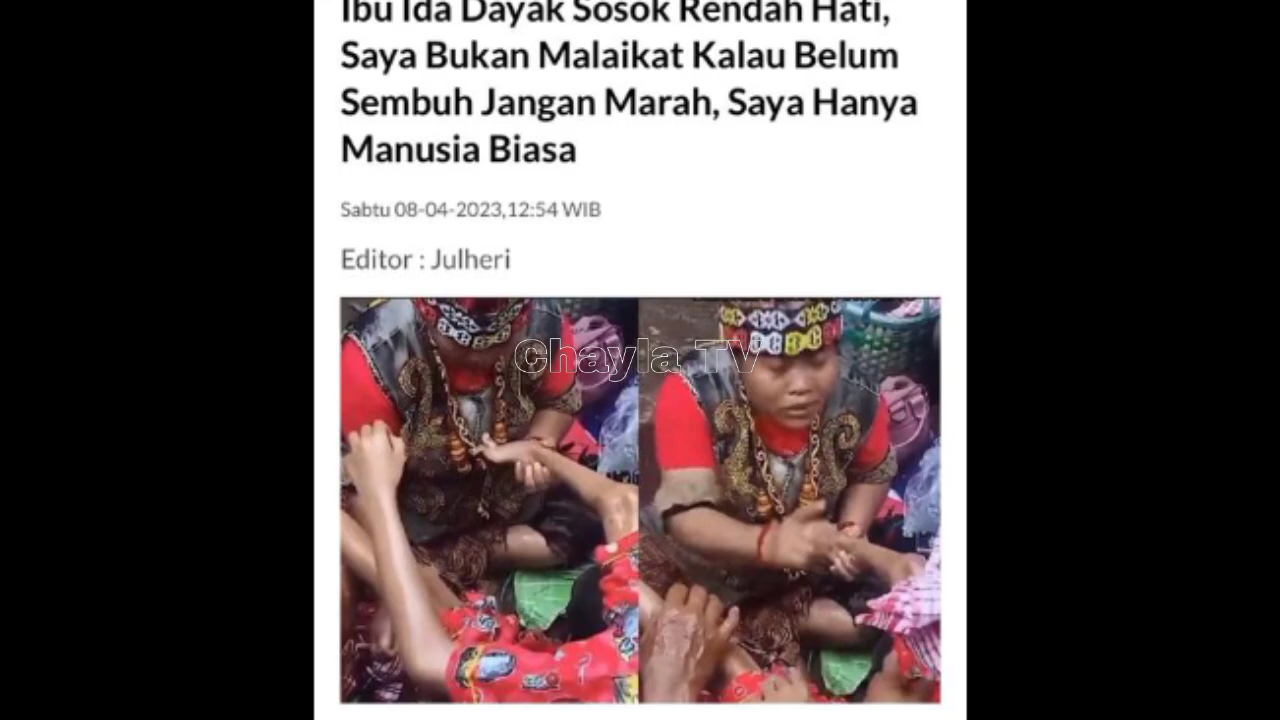 Ibu Ida Dayak Sosok Rendah Hati,
Saya Bukan Malaikat Kalau Belum
Sembuh Jangan Marah, Saya Hanya
Manusia Biasa
Sabtu 08-04-2023,12:54 WIB
Editor : Julheri
Chayla TV